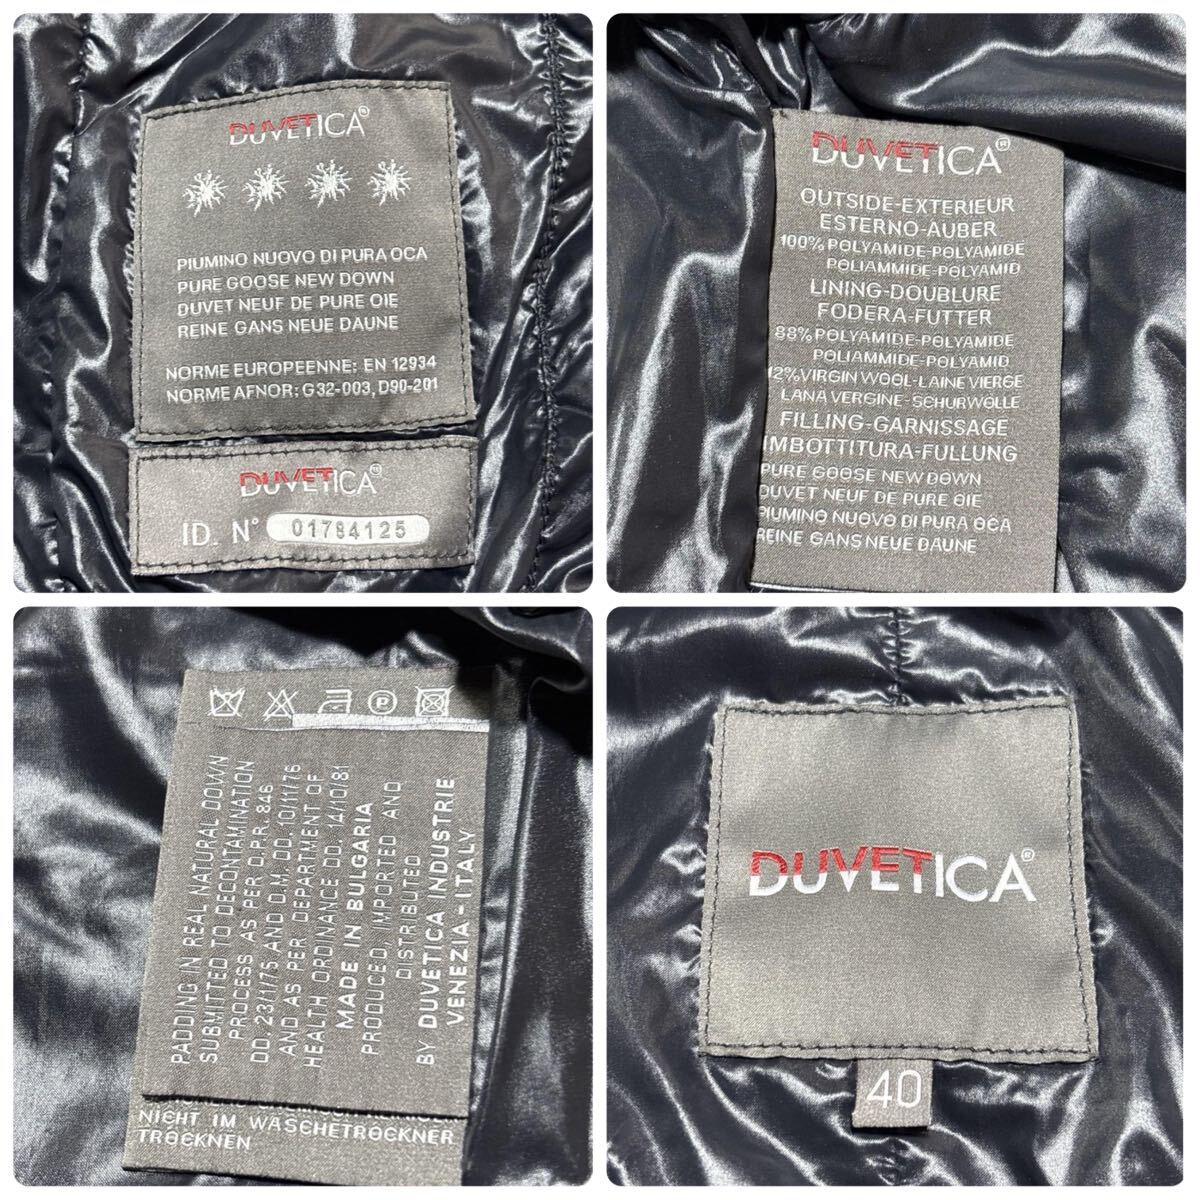 DUVETICA®
PIUMINO NUOVO DI PURA OCA
PURE GOOSE NEW DOWN
DUVET NEUF DE PURE OIE
REINE GANS NEUE DAUNE
NORME EUROPEENNE: EN 12934
NORME AFNOR: G32-003, D90-201
DUVETICA®
ID. N° 01784125
DUVETICA®
OUTSIDE-EXTERIEUR
ESTERNO-AUBER
100% POLYAMIDE-POLYAMIDE
POLIAMMIDE-POLYAMID
LINING-DOUBLURE
FODERA-FUTTER
88% POLYAMIDE-POLYAMIDE
POLIAMMIDE-POLYAMID
12% VIRGIN WOOL-LAINE VIERGE
LANA VERGINE-SCHURWOLLE
FILLING-GARNISSAGE
IMBOTTITURA-FULLUNG
PURE GOOSE NEW DOWN
DUVET NEUF DE PURE OIE
PIUMINO NUOVO DI PURA OCA
REINE GANS NEUE DAUNE
P
PADDING IN REAL NATURAL DOWN
SUBMITTED TO DECONTAMINATION
PROCESS AS PER D.P.R. 845
DD. 23/11/75 AND D.M. DD. 10/11/76
AND AS PER DEPARTMENT OF
HEALTH ORDINANCE DD. 14/10/81
MADE IN BULGARIA
PRODUCED, IMPORTED AND
DISTRIBUTED
BY DUVETICA INDUSTRIE
VENEZIA-ITALY
NICHT IM WASCHETROCKNER
TROCKNEN
DUVETICA®
40